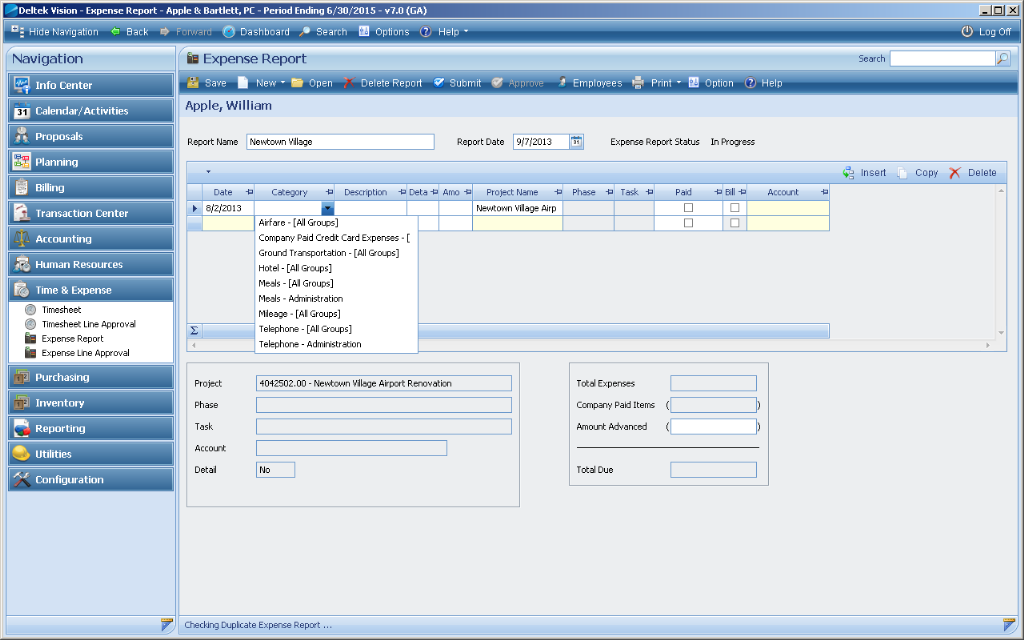 Deltek Vision - Expense Report - Apple & Bartlett, PC - Period Ending 6/30/2015 - v7.0 (GA)
Hide Navigation Back Forward Dashboard Search Options Help Log Off
Navigation
Info Center
31 Calendar/Activities
Proposals
Planning
Billing
Transaction Center
Accounting
Human Resources
Time & Expense
Timesheet
Timesheet Line Approval
Expense Report
Expense Line Approval
Purchasing
Inventory
Reporting
Utilities
Configuration
Expense Report Search
Save New Open Delete Report Submit Approve Employees Print Option Help
Apple, William
Report Name Newtown Village Report Date 9/7/2013 Expense Report Status In Progress
Insert Copy Delete
Date Category Description Deta Amo Project Name Phase Task Paid Bill Account
8/2/2013 Newtown Village Airp
Airfare - [All Groups]
Company Paid Credit Card Expenses - [
Ground Transportation - [All Groups]
Hotel - [All Groups]
Meals - [All Groups]
Meals - Administration
Mileage - [All Groups]
Telephone - [All Groups]
Telephone - Administration
Σ
Project 4042502.00 - Newtown Village Airport Renovation
Phase
Task
Account
Detail No
Total Expenses
Company Paid Items ( )
Amount Advanced ( )
Total Due
Checking Duplicate Expense Report ...